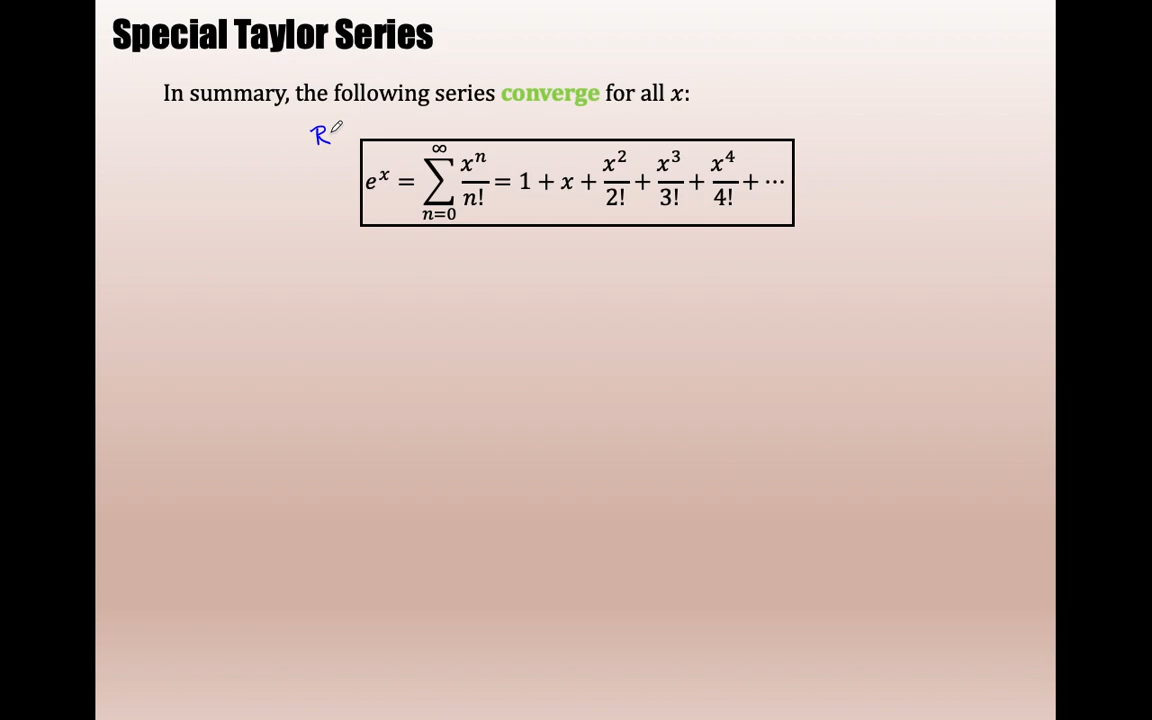 Special Taylor Series
In summary, the following series converge for all x:
R
e^x = ∑_{n=0}^{∞} x^n/n! = 1 + x + x^2/2! + x^3/3! + x^4/4! + ⋯